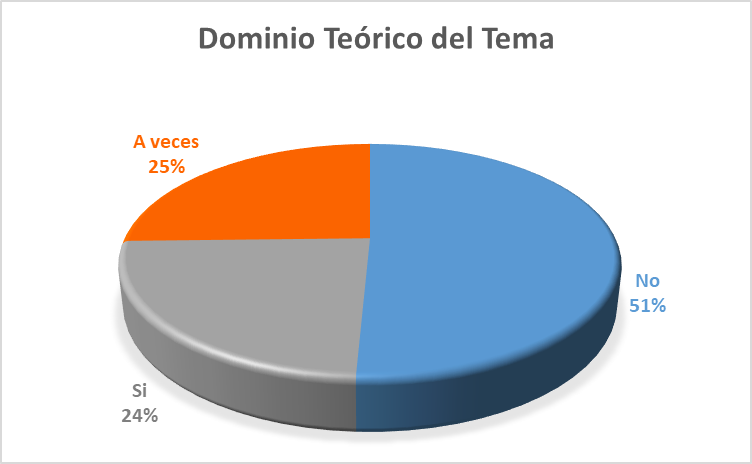 Dominio Teórico del Tema
A veces
25%
No
51%
Si
24%